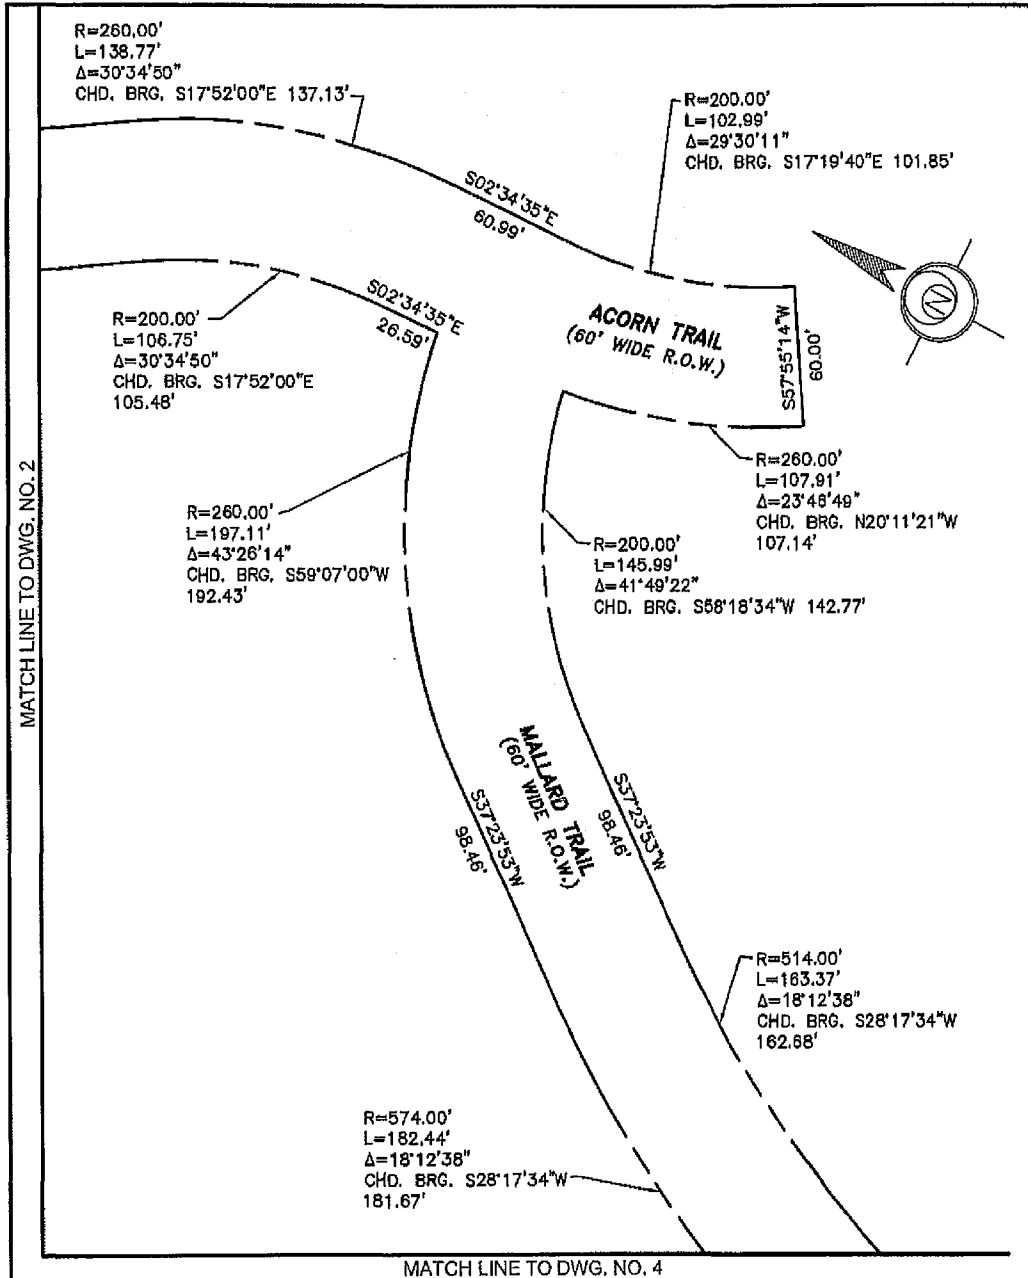 R=260.00'
L=138.77'
Δ=30°34'50"
CHD. BRG. S17°52'00"E 137.13'
R=200.00'
L=102.99'
Δ=29°30'11"
CHD. BRG. S17°19'40"E 101.85'
S02°34'35"E
60.99'
N
S02°34'35"E
26.59'
R=200.00'
L=106.75'
Δ=30°34'50"
CHD. BRG. S17°52'00"E
105.48'
ACORN TRAIL
(60' WIDE R.O.W.)
S57°55'14"W
60.00'
R=260.00'
L=107.91'
Δ=23°46'49"
CHD. BRG. N20°11'21"W
107.14'
R=260.00'
L=197.11'
Δ=43°26'14"
CHD. BRG. S59°07'00"W
192.43'
R=200.00'
L=145.99'
Δ=41°49'22"
CHD. BRG. S58°18'34"W 142.77'
MATCH LINE TO DWG. NO. 2
MALLARD TRAIL
(60' WIDE R.O.W.)
S37°23'53"W
98.46'
S37°23'53"W
98.46'
R=514.00'
L=163.37'
Δ=18°12'38"
CHD. BRG. S28°17'34"W
162.68'
R=574.00'
L=182.44'
Δ=18°12'38"
CHD. BRG. S28°17'34"W
181.67'
MATCH LINE TO DWG. NO. 4